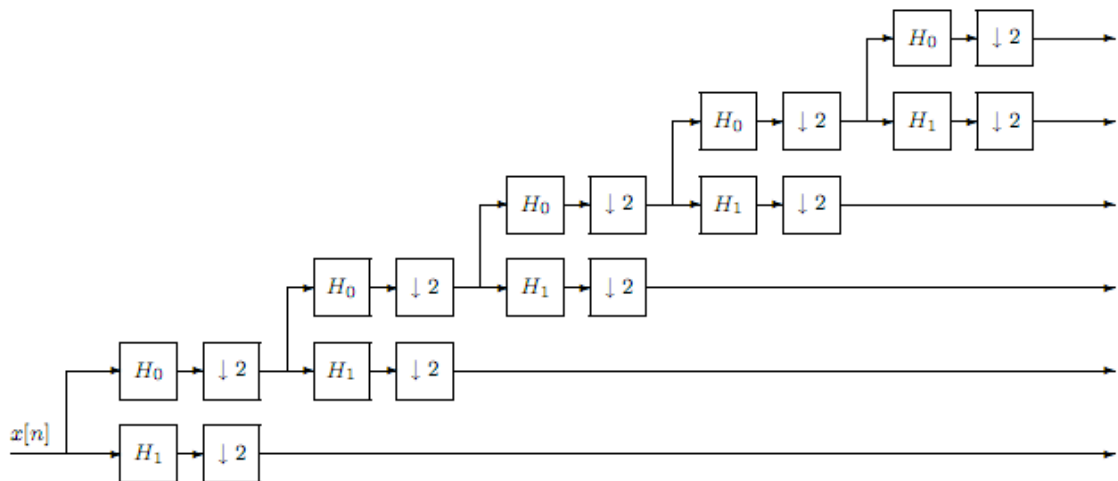 H₀ ↓ 2
H₀ ↓ 2 H₁ ↓ 2
H₀ ↓ 2 H₁ ↓ 2
H₀ ↓ 2 H₁ ↓ 2
H₀ ↓ 2 H₁ ↓ 2
x[n] H₁ ↓ 2